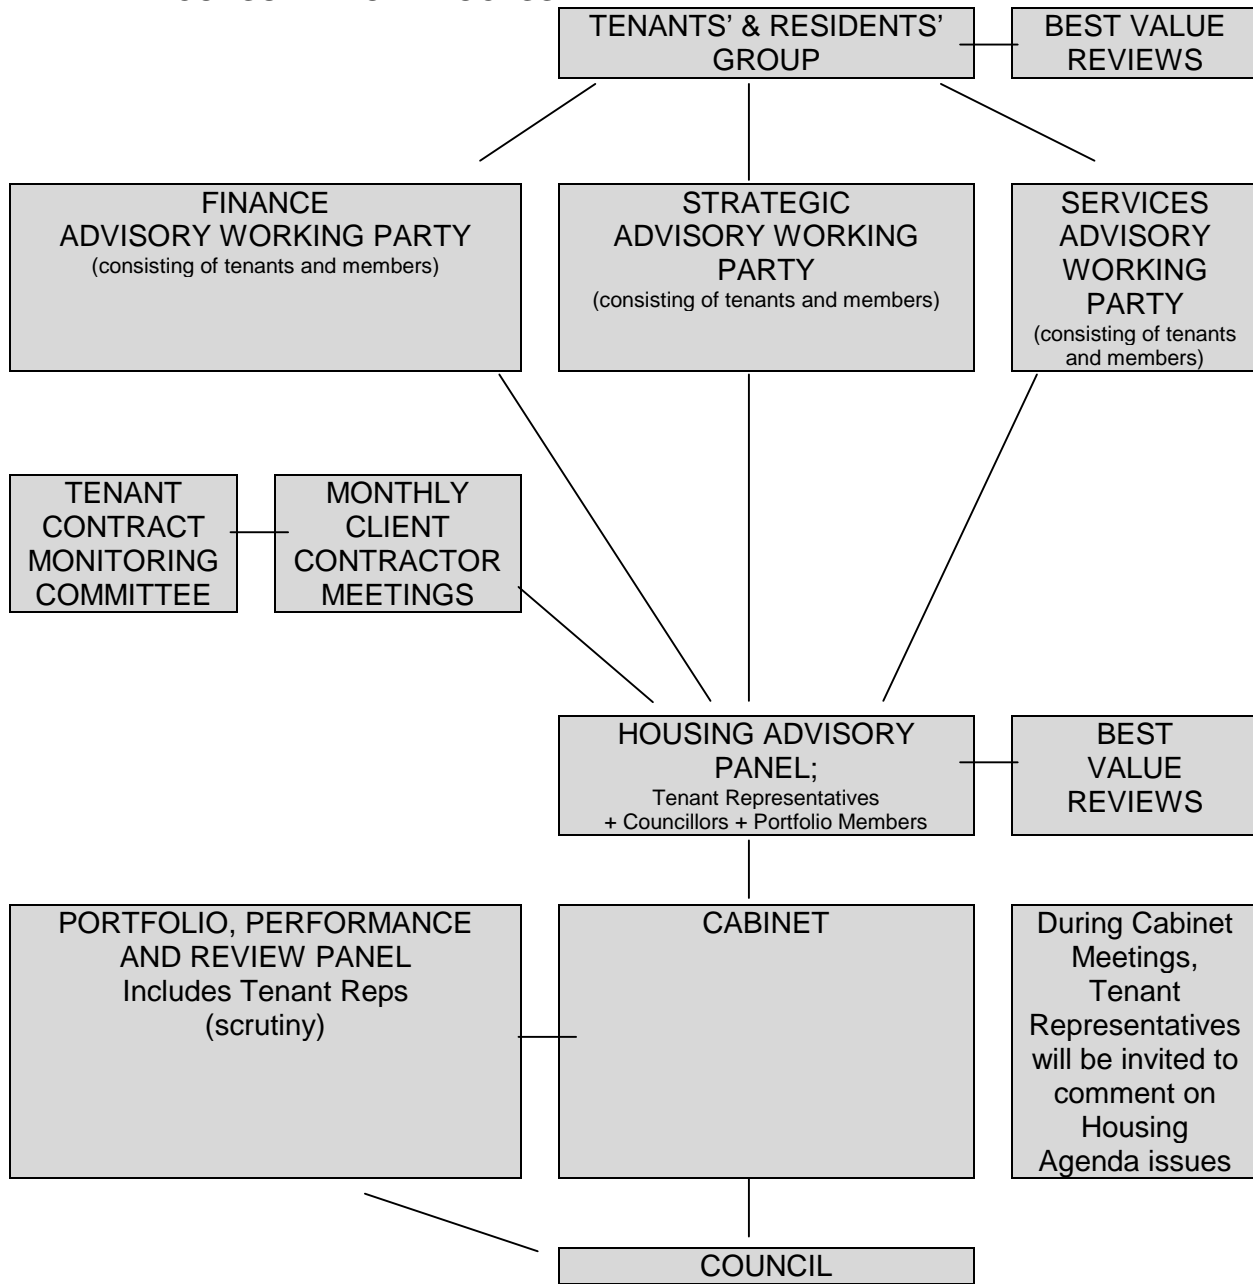 TENANTS' & RESIDENTS'
GROUP
BEST VALUE
REVIEWS
FINANCE
ADVISORY WORKING PARTY
(consisting of tenants and members)
STRATEGIC
ADVISORY WORKING
PARTY
(consisting of tenants and members)
SERVICES
ADVISORY
WORKING
PARTY
(consisting of tenants
and members)
TENANT
CONTRACT
MONITORING
COMMITTEE
MONTHLY
CLIENT
CONTRACTOR
MEETINGS
HOUSING ADVISORY
PANEL;
Tenant Representatives
+ Councillors + Portfolio Members
BEST
VALUE
REVIEWS
PORTFOLIO, PERFORMANCE
AND REVIEW PANEL
Includes Tenant Reps
(scrutiny)
CABINET
During Cabinet
Meetings,
Tenant
Representatives
will be invited to
comment on
Housing
Agenda issues
COUNCIL